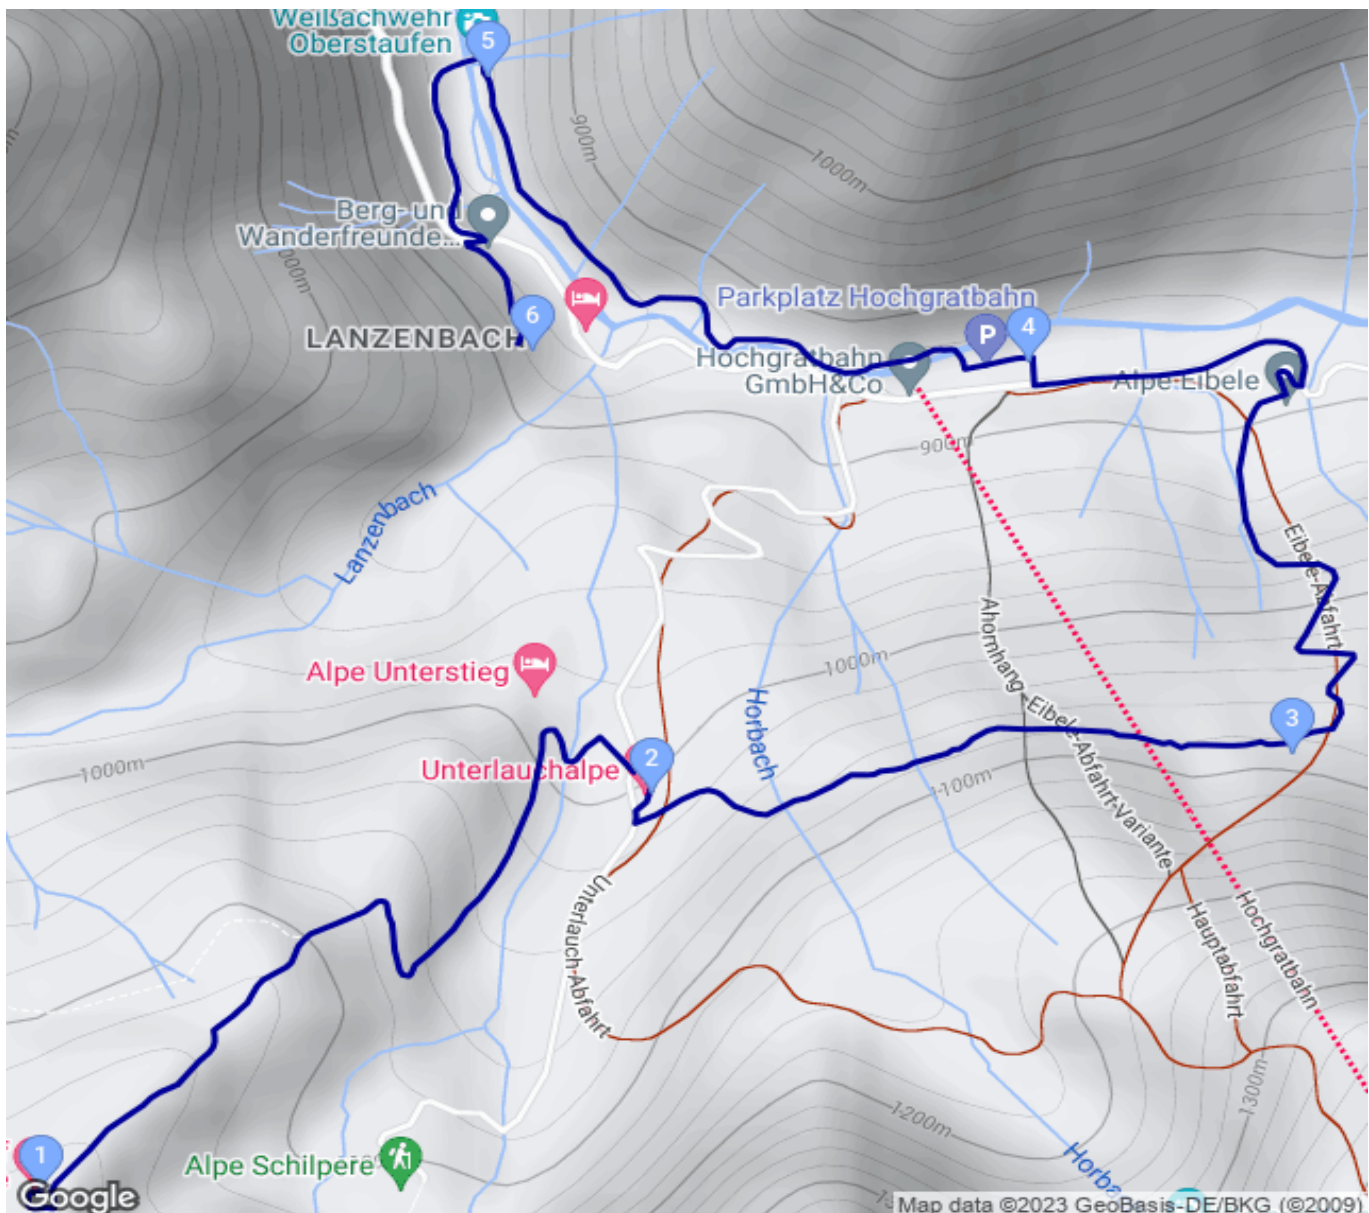 Weißachwehr
Oberstaufen
5
900m
1000m
Berg- und
Wanderfreunde...
1000m
Parkplatz Hochgratbahn
6
LANZENBACH
4
P
Hochgratbahn
GmbH&Co
Alpe Eibele
900m
Lanzenbach
Eibele-Abfahrt
Ahornhang
Eibele-Abfahrt-Variante
1000m
Alpe Unterstieg
Horbach
3
2
Unterlauchalpe
1000m
1100m
Unterlauch-Abfahrt
Hauptabfahrt
Hochgratbahn
1300m
1200m
1
Alpe Schilpere
Google
Map data ©2023 GeoBasis-DE/BKG (©2009)